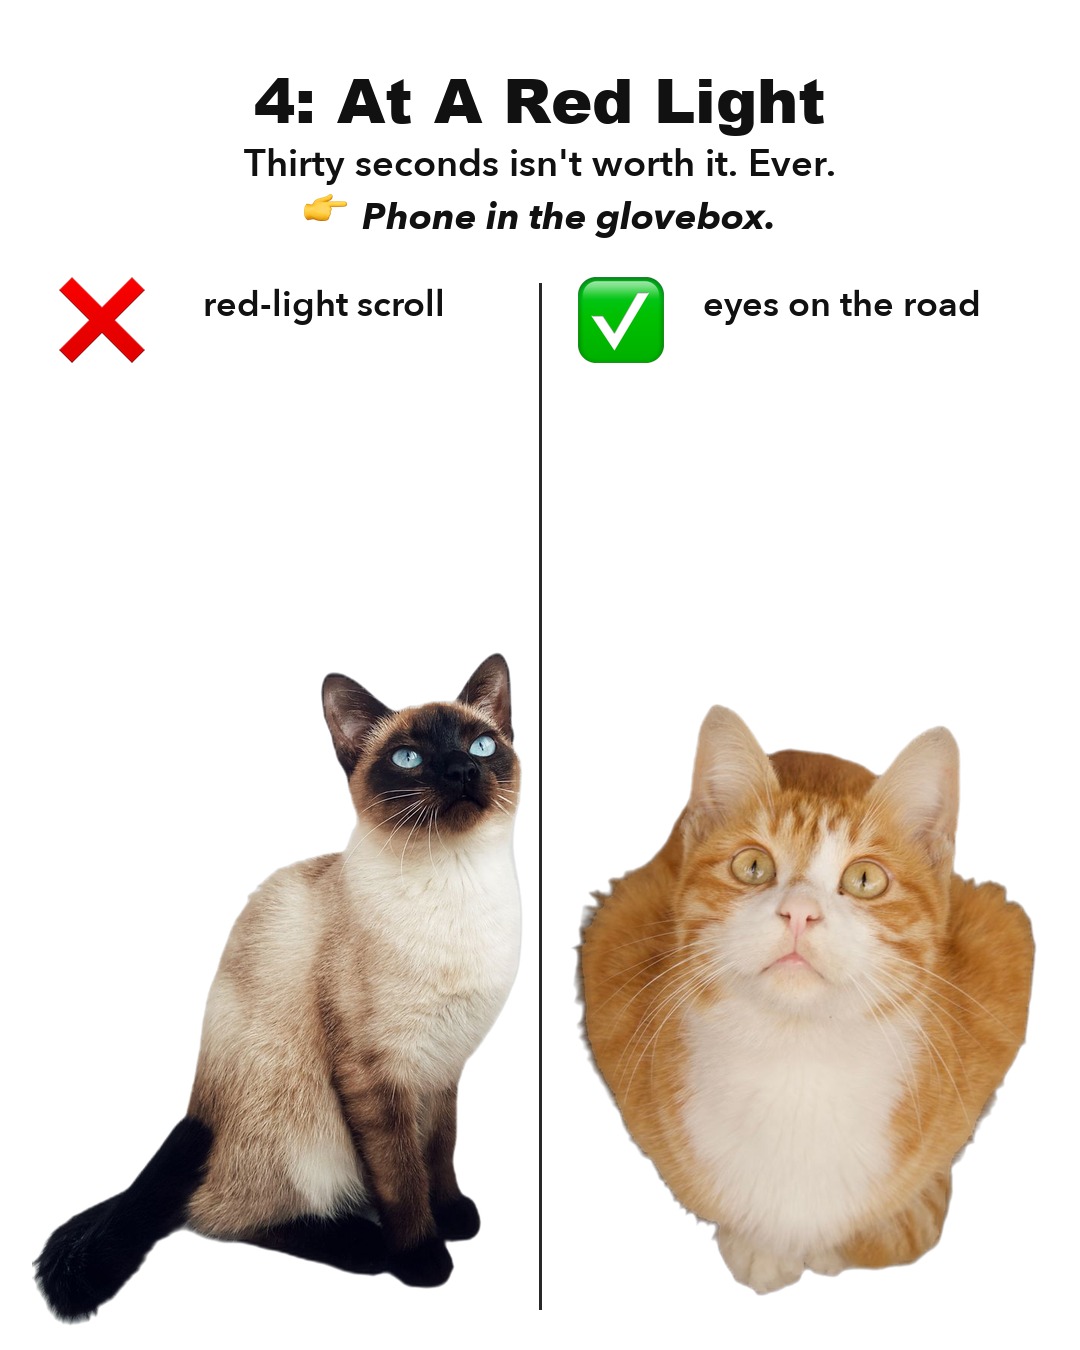 4: At A Red Light
Thirty seconds isn't worth it. Ever.
👉 Phone in the glovebox.
red-light scroll
eyes on the road